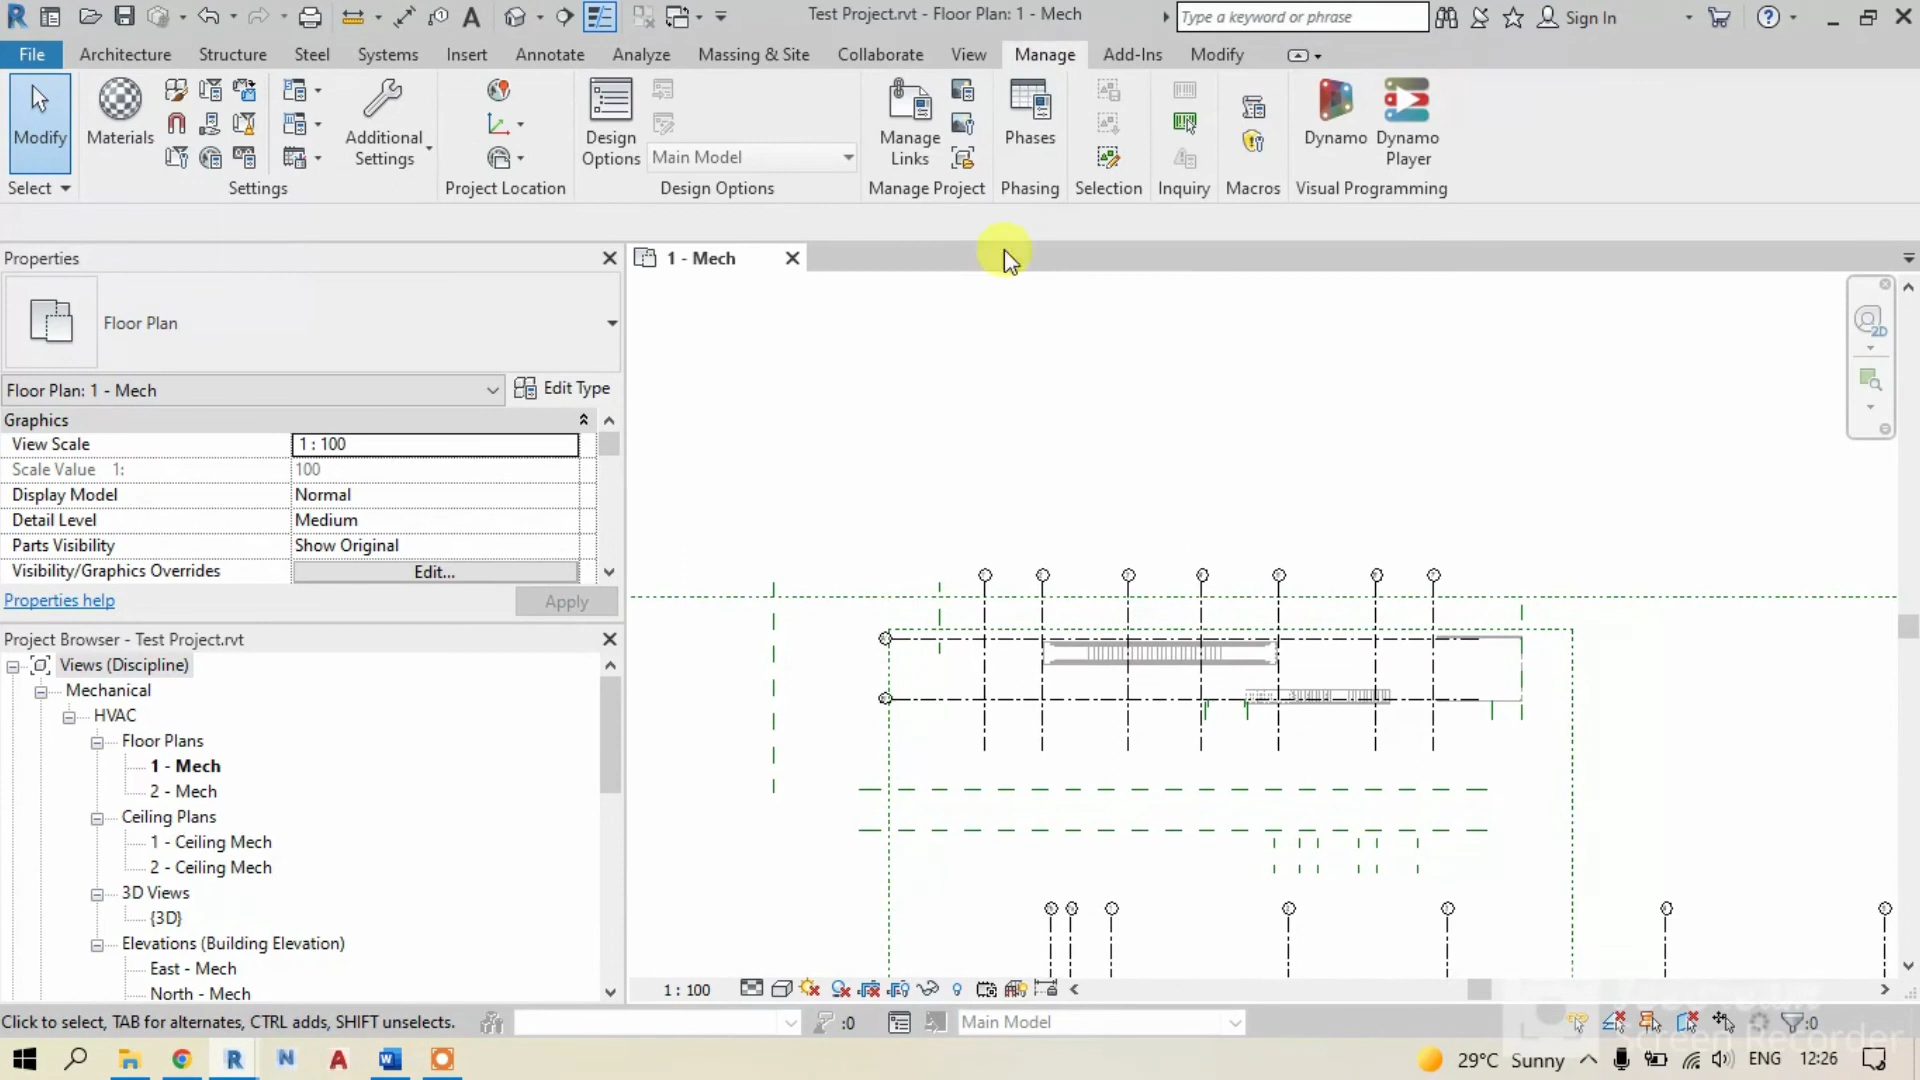 Test Project.rvt - Floor Plan: 1 - Mech
Type a keyword or phrase
Sign In
File Architecture Structure Steel Systems Insert Annotate Analyze Massing & Site Collaborate View Manage Add-Ins Modify
Modify
Materials
Additional
Settings
Design
Options
Main Model
Manage
Links
Phases
Dynamo
Dynamo
Player
Select
Settings
Project Location
Design Options
Manage Project
Phasing
Selection
Inquiry
Macros
Visual Programming
Properties
1 - Mech
2D
Floor Plan
Floor Plan: 1 - Mech
Edit Type
Graphics
View Scale 1 : 100
Scale Value 1: 100
Display Model Normal
Detail Level Medium
Parts Visibility Show Original
Visibility/Graphics Overrides Edit...
Properties help
Apply
Project Browser - Test Project.rvt
Views (Discipline)
Mechanical
HVAC
Floor Plans
1 - Mech
2 - Mech
Ceiling Plans
1 - Ceiling Mech
2 - Ceiling Mech
3D Views
{3D}
Elevations (Building Elevation)
East - Mech
North - Mech
1 : 100
Click to select, TAB for alternates, CTRL adds, SHIFT unselects.
:0
Main Model
:0
Screen Recorder
29°C Sunny
ENG
12:26